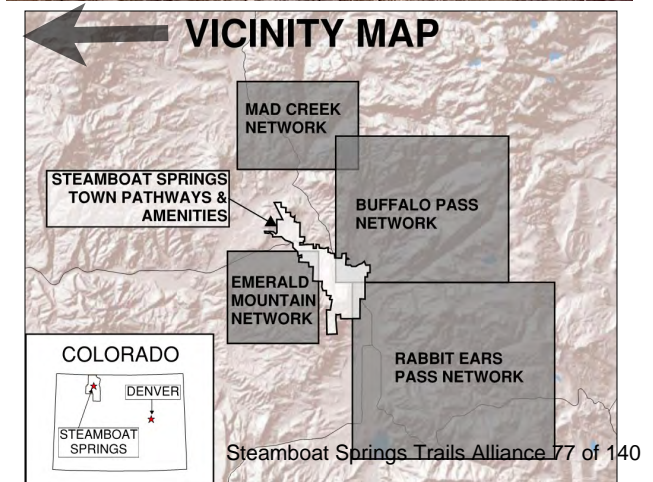 VICINITY MAP
MAD CREEK
NETWORK
STEAMBOAT SPRINGS
TOWN PATHWAYS &
AMENITIES
BUFFALO PASS
NETWORK
EMERALD
MOUNTAIN
NETWORK
RABBIT EARS
PASS NETWORK
COLORADO
DENVER
STEAMBOAT
SPRINGS
Steamboat Springs Trails Alliance 77 of 140